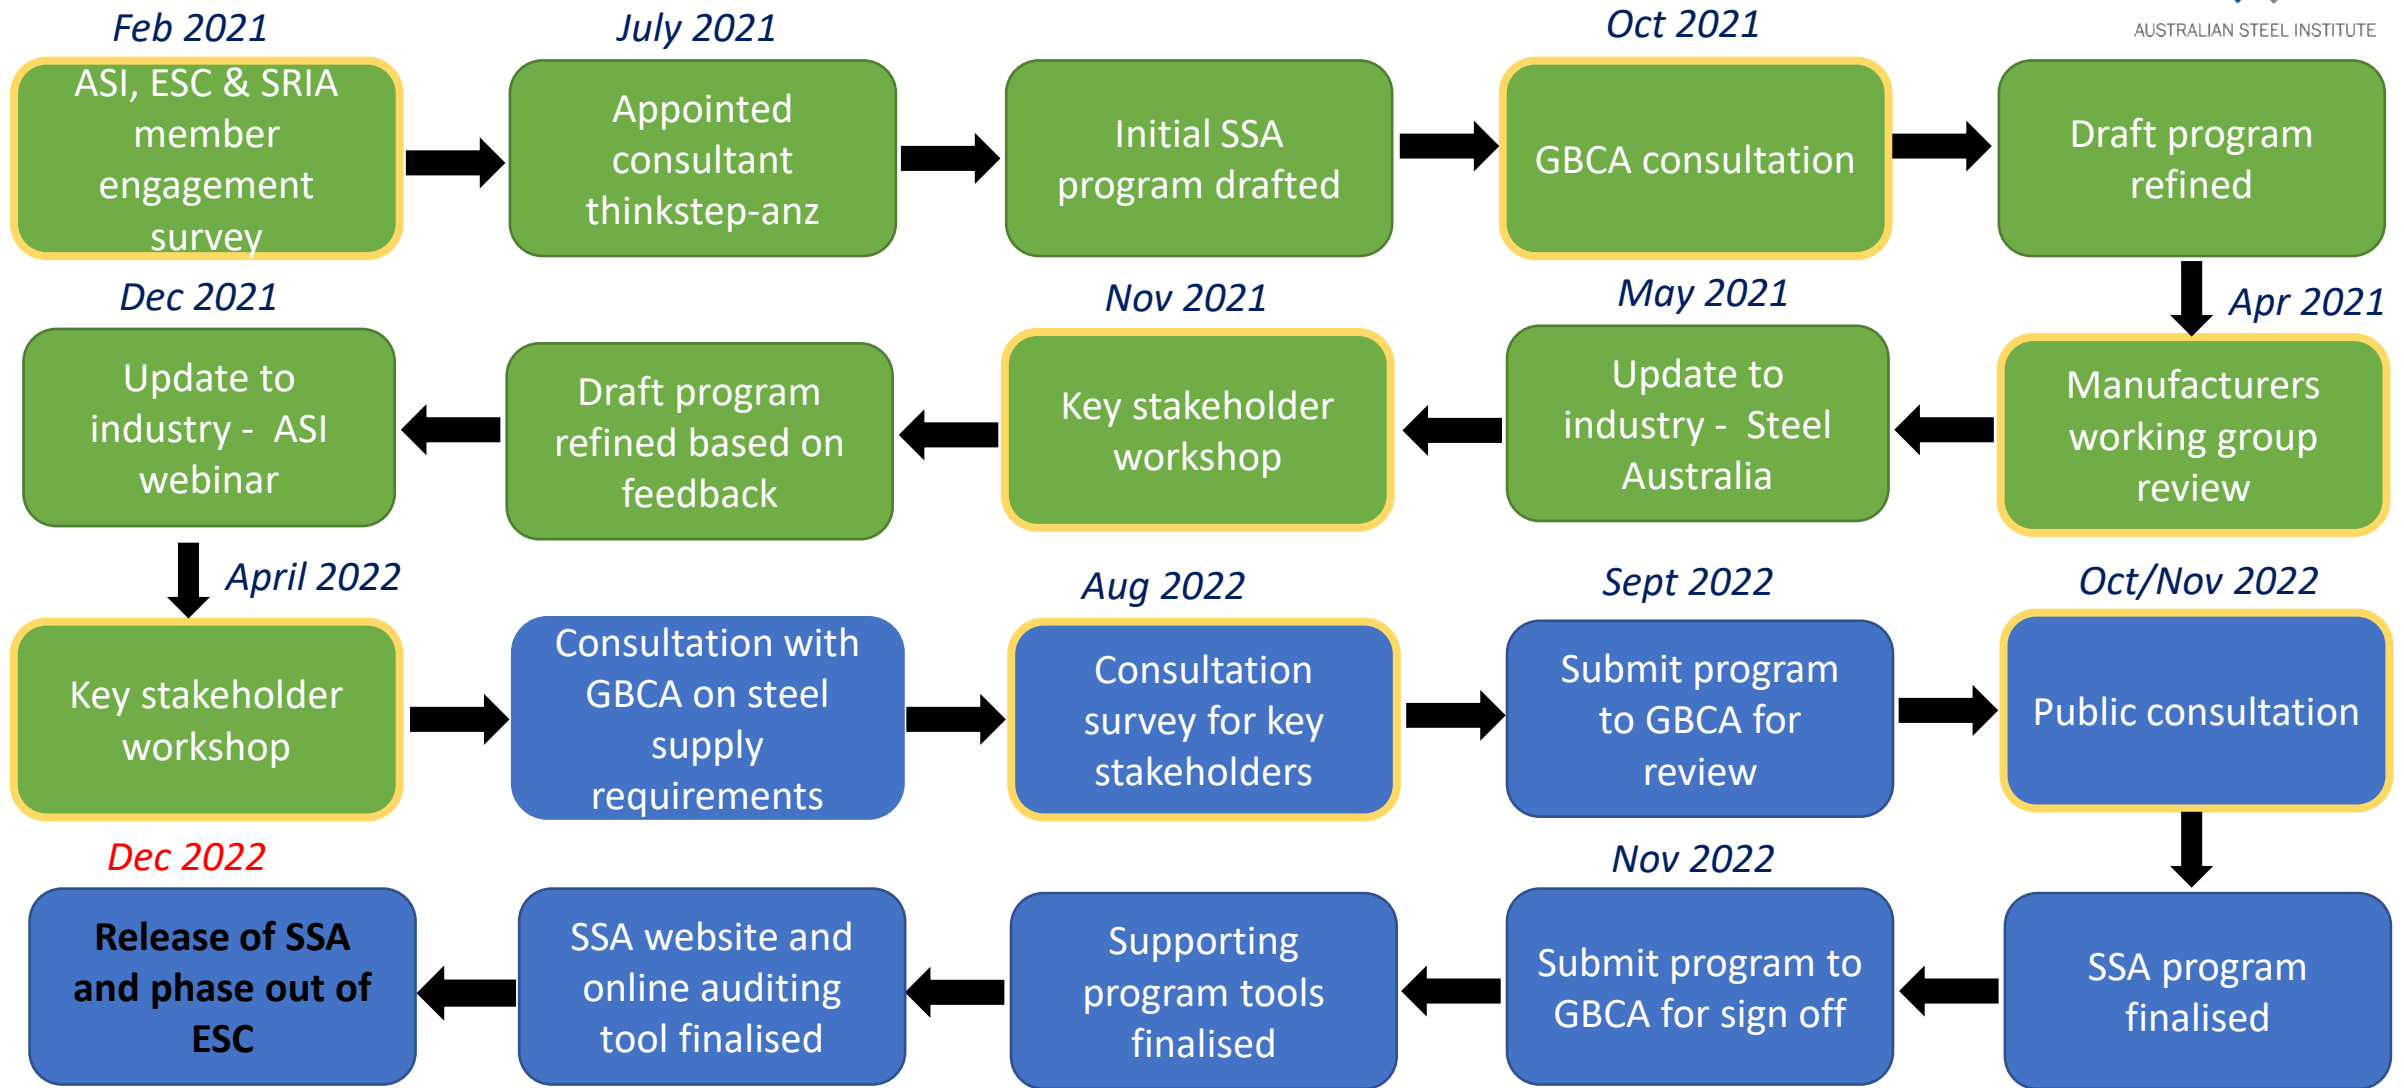 AUSTRALIAN STEEL INSTITUTE
Feb 2021
ASI, ESC & SRIA
member
engagement
survey
July 2021
Appointed
consultant
thinkstep-anz
Initial SSA
program drafted
Oct 2021
GBCA consultation
Draft program
refined
Apr 2021
Manufacturers
working group
review
May 2021
Update to
industry - Steel
Australia
Nov 2021
Key stakeholder
workshop
Draft program
refined based on
feedback
Dec 2021
Update to
industry - ASI
webinar
April 2022
Key stakeholder
workshop
Consultation with
GBCA on steel
supply
requirements
Aug 2022
Consultation
survey for key
stakeholders
Sept 2022
Submit program
to GBCA for
review
Oct/Nov 2022
Public consultation
SSA program
finalised
Nov 2022
Submit program to
GBCA for sign off
Supporting
program tools
finalised
SSA website and
online auditing
tool finalised
Dec 2022
Release of SSA
and phase out of
ESC